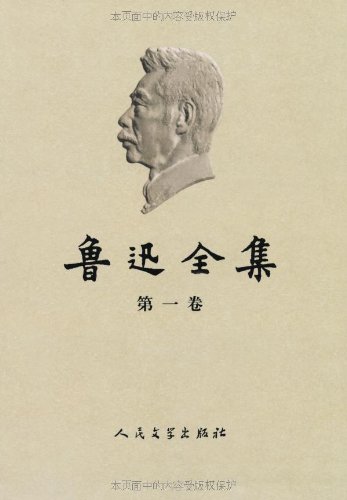 本页面中的内容受版权保护
鲁迅全集
第一卷
人民文学出版社
本页面中的内容受版权保护